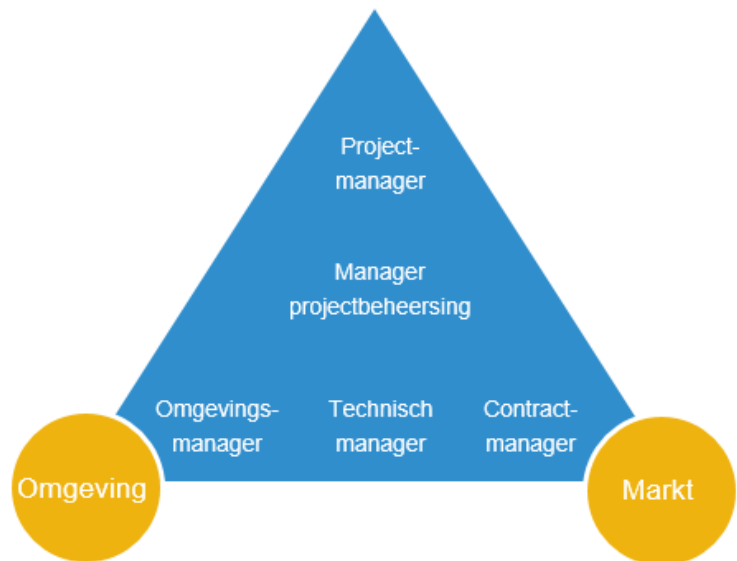 Project-
manager
Manager
projectbeheersing
Omgevings-
manager
Technisch
manager
Contract-
manager
Omgeving
Markt